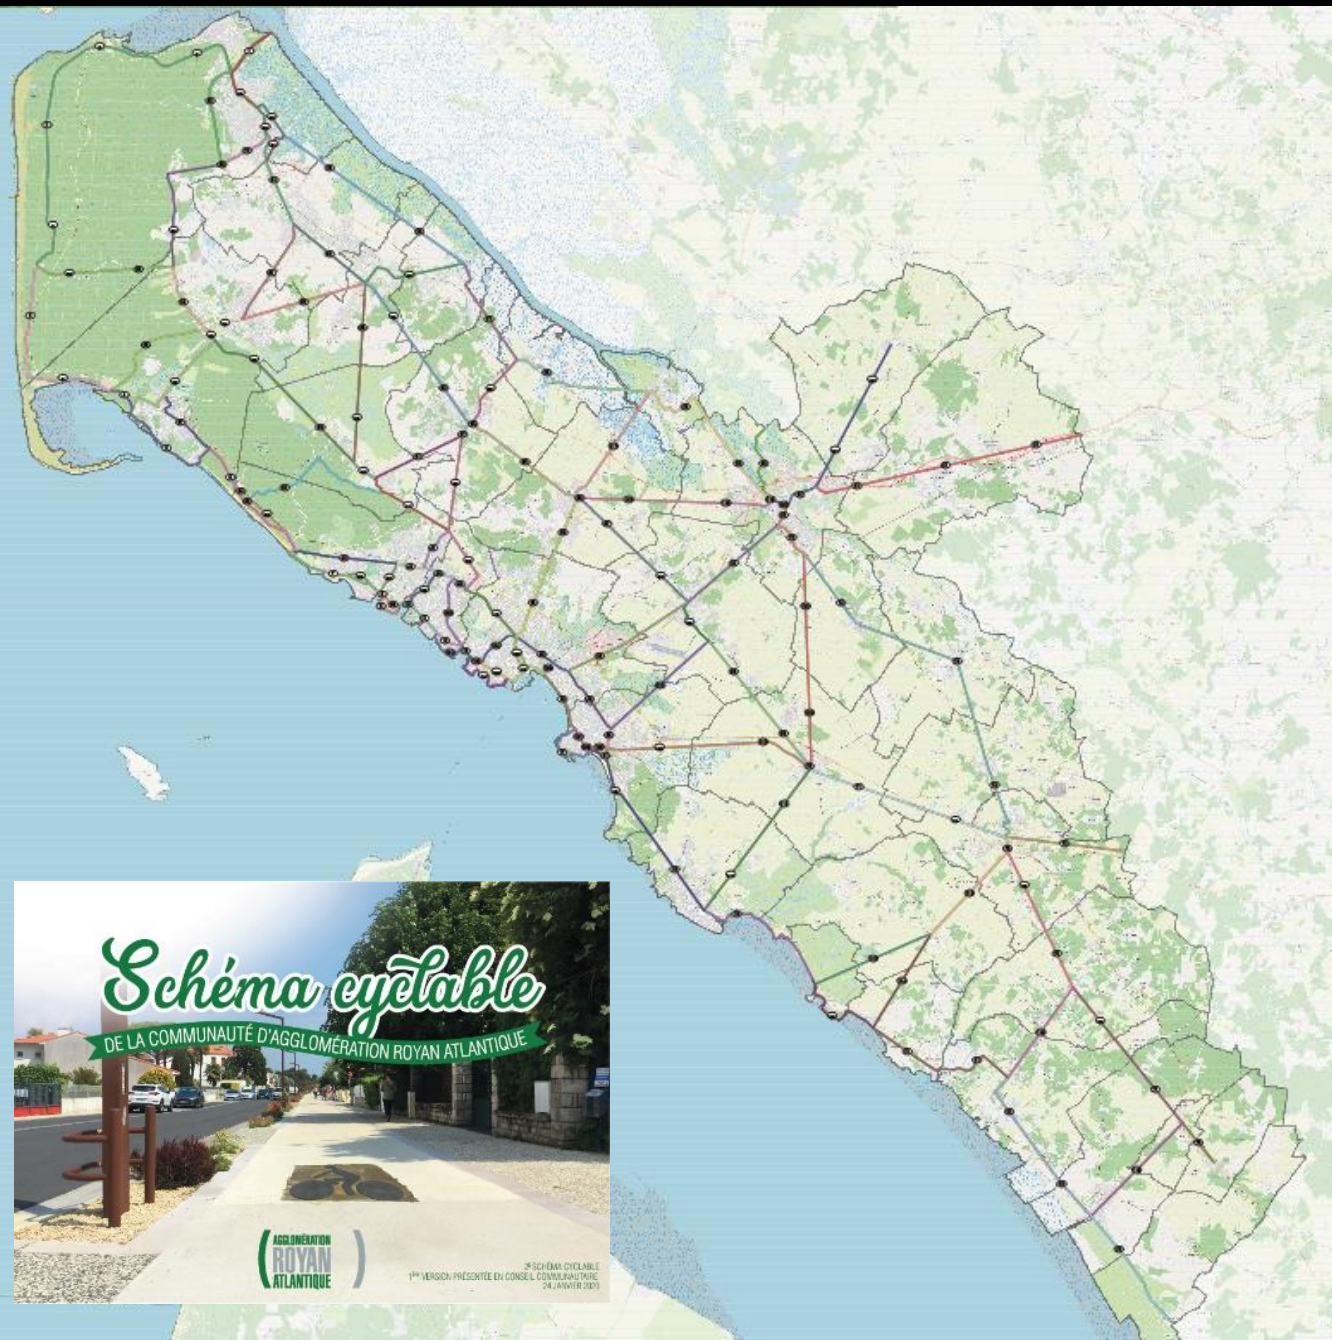 Schéma cyclable
DE LA COMMUNAUTÉ D'AGGLOMÉRATION ROYAN ATLANTIQUE
AGGLOMÉRATION
ROYAN
ATLANTIQUE
2e SCHÉMA CYCLABLE
1ère VERSION PRÉSENTÉE EN CONSEIL COMMUNAUTAIRE
24 JANVIER 2020